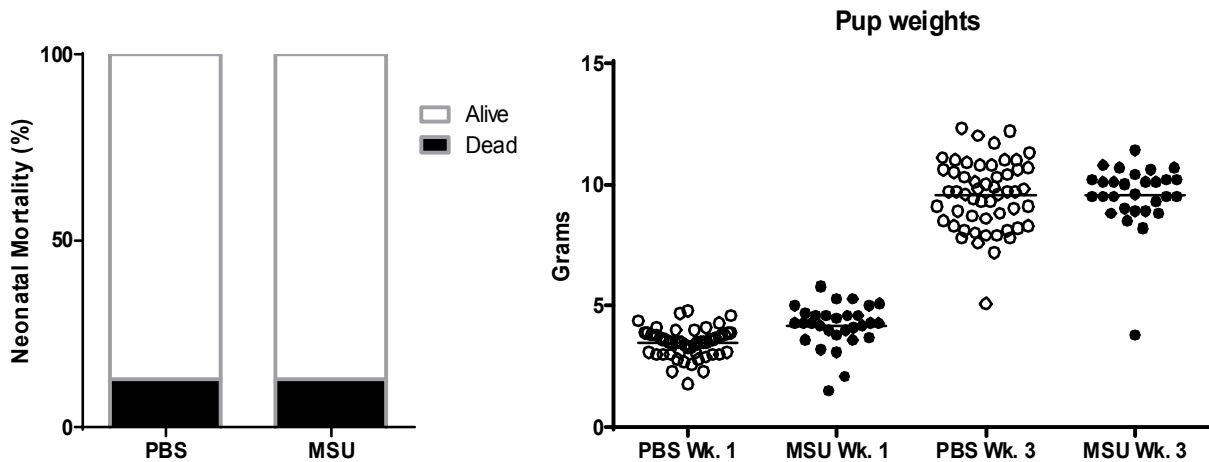 Neonatal Mortality (%)
100
50
0
PBS
MSU
Alive
Dead
Pup weights
Grams
15
10
5
0
PBS Wk. 1
MSU Wk. 1
PBS Wk. 3
MSU Wk. 3